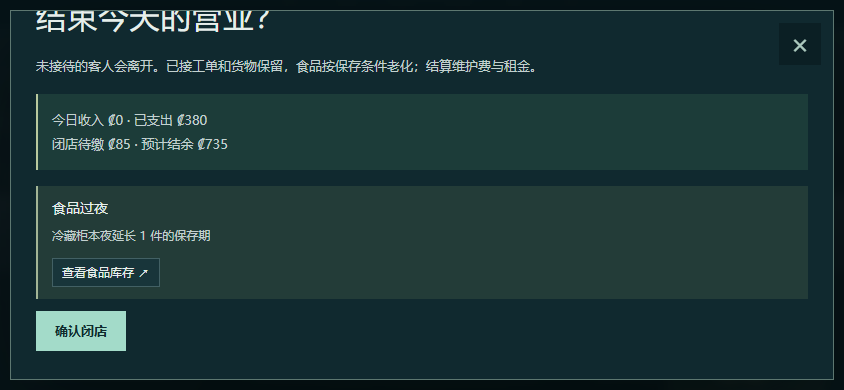 结束今天的营业？
未接待的客人会离开。已接工单和货物保留，食品按保存条件老化；结算维护费与租金。
今日收入 ₡0 · 已支出 ₡380
闭店待缴 ₡85 · 预计结余 ₡735
食品过夜
冷藏柜本夜延长 1 件的保存期
查看食品库存 ↗
确认闭店